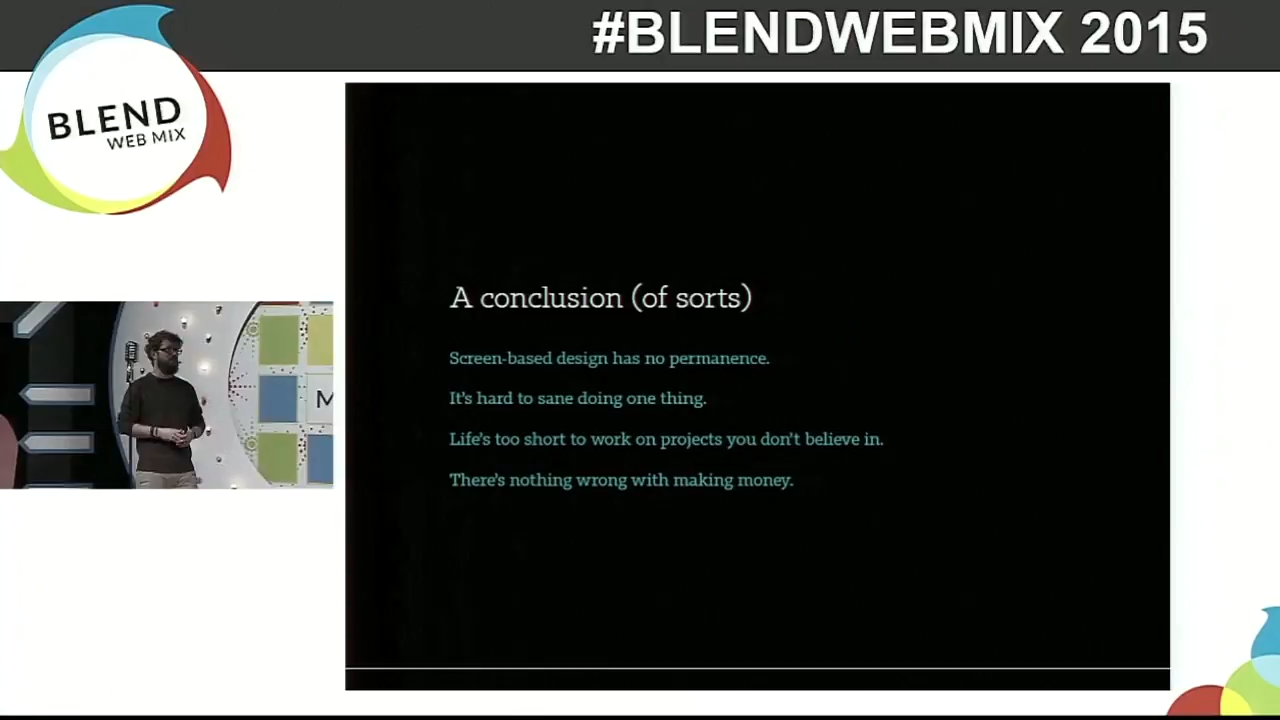 #BLENDWEBMIX 2015
BLEND
WEB MIX
A conclusion (of sorts)
Screen-based design has no permanence.
It's hard to sane doing one thing.
Life's too short to work on projects you don't believe in.
There's nothing wrong with making money.
M